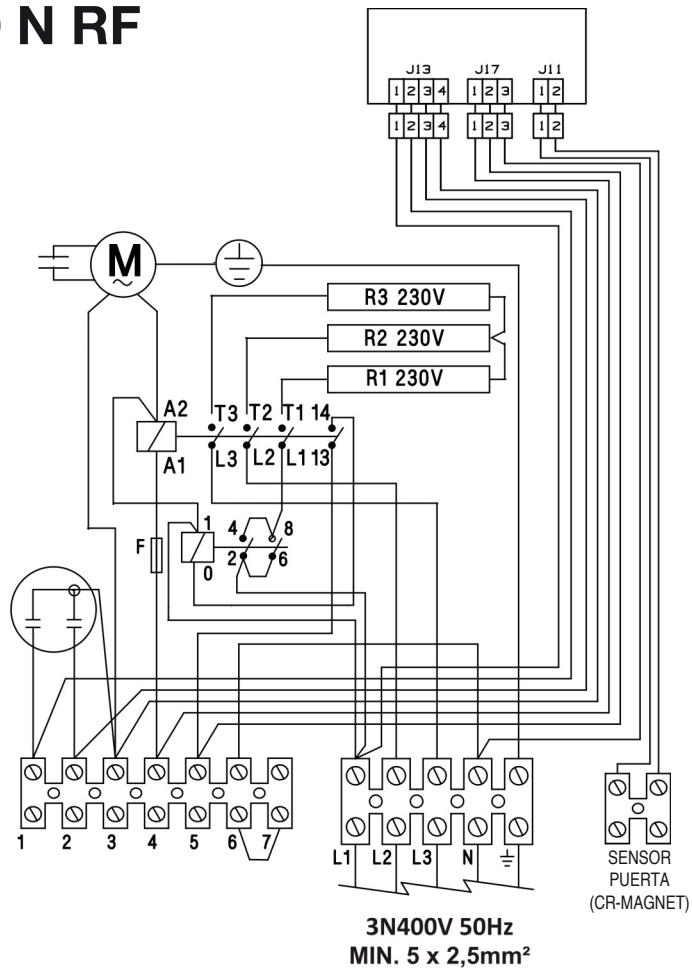 N RF
J13 J17 J11
1 2 3 4 1 2 3 1 2
1 2 3 4 1 2 3 1 2
M
R3 230V
R2 230V
R1 230V
A2 T3 T2 T1 14
A1 L3 L2 L1 13
F 1 4 8
0 2 6
1 2 3 4 5 6 7
L1 L2 L3 N
SENSOR
PUERTA
(CR-MAGNET)
3N400V 50Hz
MIN. 5 x 2,5mm²